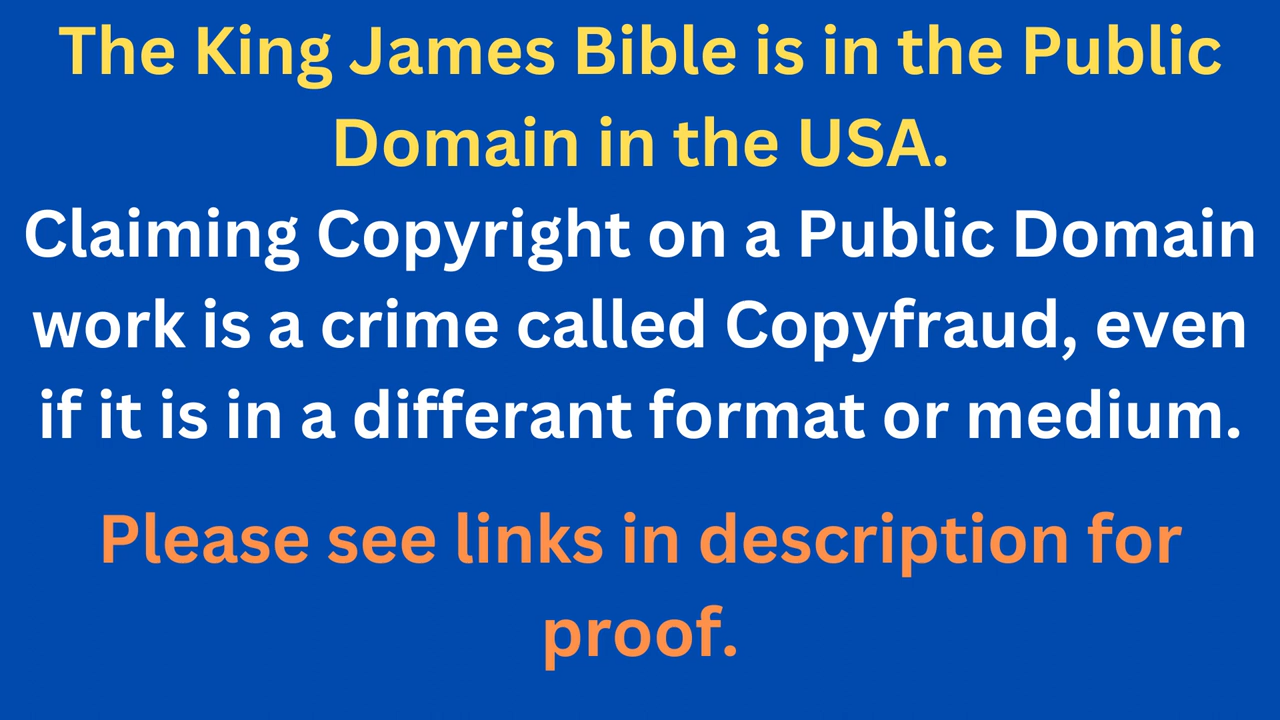 The King James Bible is in the Public
Domain in the USA.
Claiming Copyright on a Public Domain
work is a crime called Copyfraud, even
if it is in a differant format or medium.
Please see links in description for
proof.